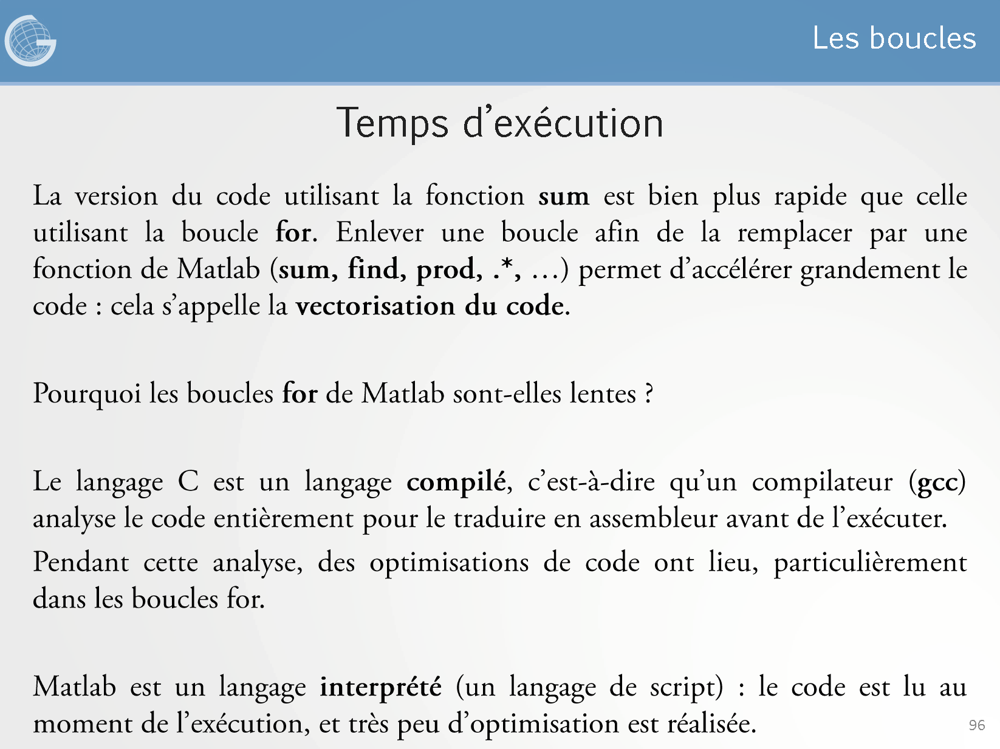 Les boucles
Temps d’exécution
La version du code utilisant la fonction sum est bien plus rapide que celle
utilisant la boucle for. Enlever une boucle afin de la remplacer par une
fonction de Matlab (sum, find, prod, .*, …) permet d’accélérer grandement le
code : cela s’appelle la vectorisation du code.
Pourquoi les boucles for de Matlab sont-elles lentes ?
Le langage C est un langage compilé, c’est-à-dire qu’un compilateur (gcc)
analyse le code entièrement pour le traduire en assembleur avant de l’exécuter.
Pendant cette analyse, des optimisations de code ont lieu, particulièrement
dans les boucles for.
Matlab est un langage interprété (un langage de script) : le code est lu au
moment de l’exécution, et très peu d’optimisation est réalisée.
96